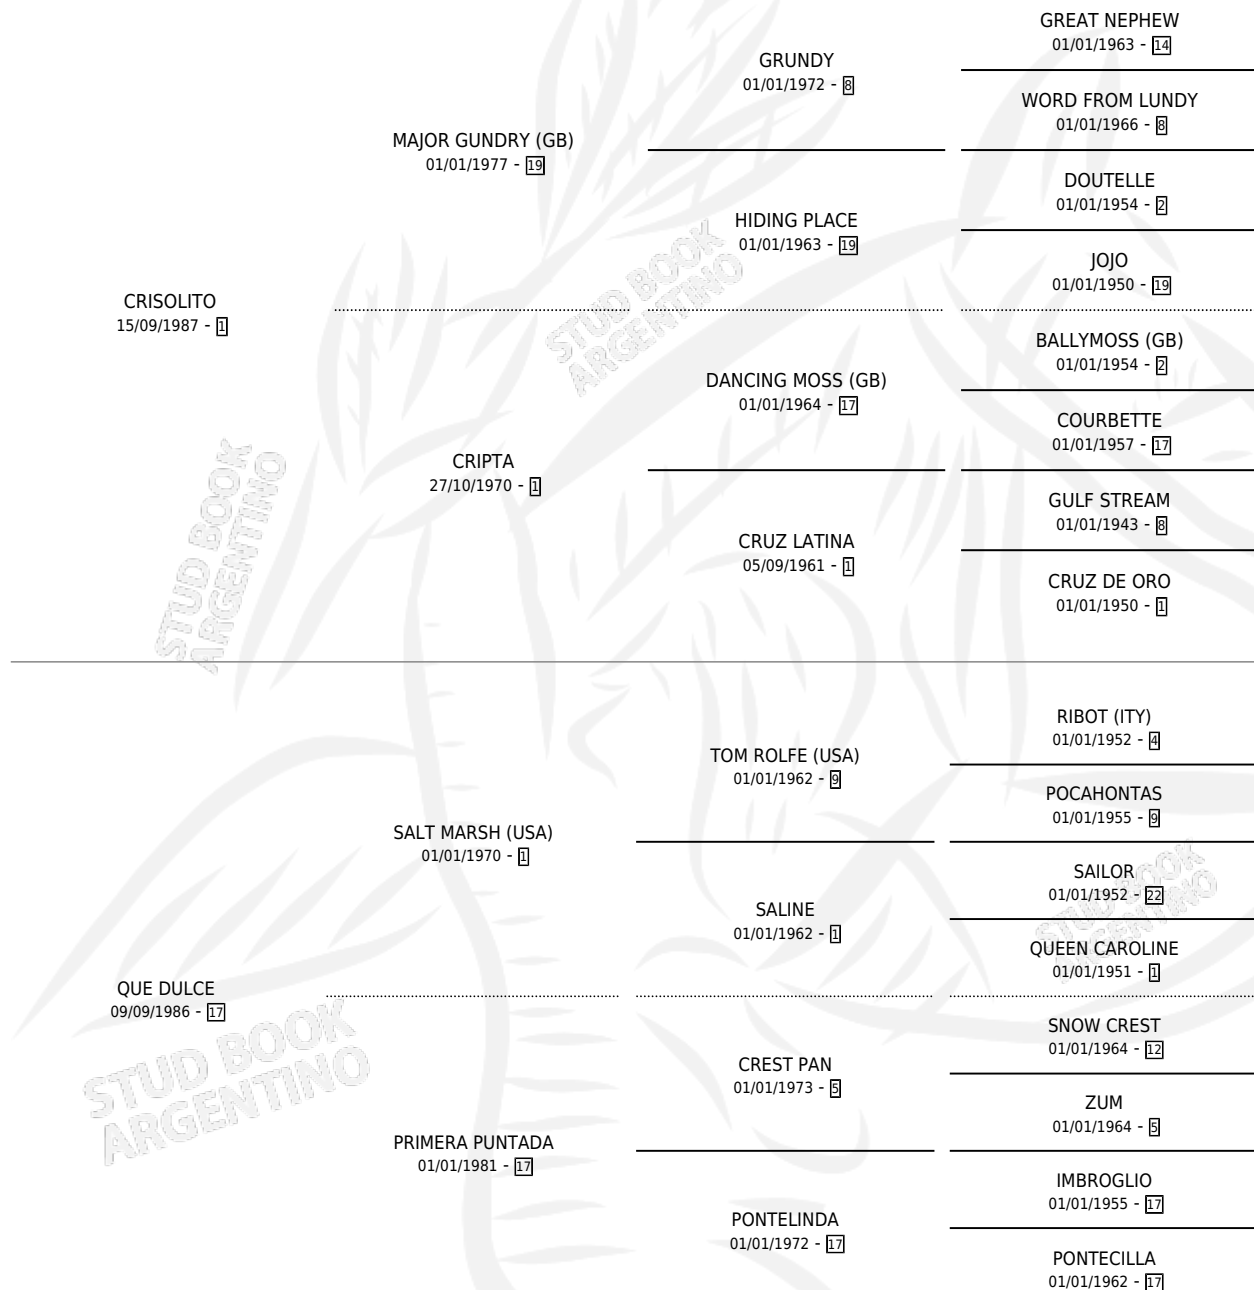 GREAT NEPHEW
01/01/1963 - 14
GRUNDY
01/01/1972 - 8
WORD FROM LUNDY
01/01/1966 - 8
MAJOR GUNDRY (GB)
01/01/1977 - 19
DOUTELLE
01/01/1954 - 2
HIDING PLACE
01/01/1963 - 19
JOJO
01/01/1950 - 19
CRISOLITO
15/09/1987 - 1
STUD BOOK
ARGENTINO
BALLYMOSS (GB)
01/01/1954 - 2
DANCING MOSS (GB)
01/01/1964 - 17
COURBETTE
01/01/1957 - 17
CRIPTA
27/10/1970 - 1
GULF STREAM
01/01/1943 - 8
CRUZ LATINA
05/09/1961 - 1
CRUZ DE ORO
01/01/1950 - 1
STUD BOOK
ARGENTINO
RIBOT (ITY)
01/01/1952 - 4
TOM ROLFE (USA)
01/01/1962 - 9
POCAHONTAS
01/01/1955 - 9
SALT MARSH (USA)
01/01/1970 - 1
SAILOR
01/01/1952 - 22
SALINE
01/01/1962 - 1
QUEEN CAROLINE
01/01/1951 - 1
STUD BOOK
ARGENTINO
QUE DULCE
09/09/1986 - 17
STUD BOOK
ARGENTINO
SNOW CREST
01/01/1964 - 12
CREST PAN
01/01/1973 - 5
ZUM
01/01/1964 - 5
PRIMERA PUNTADA
01/01/1981 - 17
IMBROGLIO
01/01/1955 - 17
PONTELINDA
01/01/1972 - 17
PONTECILLA
01/01/1962 - 17